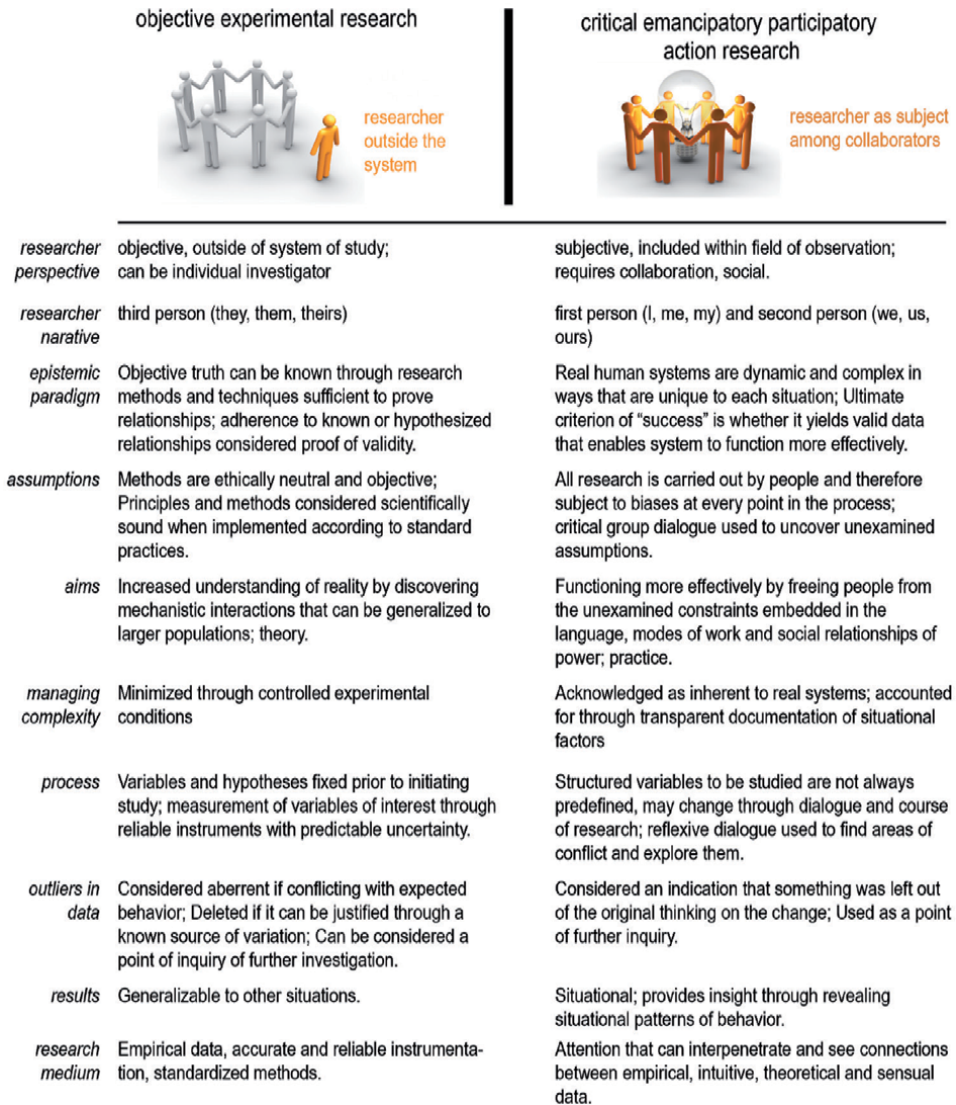 objective experimental research
critical emancipatory participatory
action research
researcher
outside the
system
researcher as subject
among collaborators
researcher
perspective
objective, outside of system of study;
can be individual investigator
subjective, included within field of observation;
requires collaboration, social.
researcher
narative
third person (they, them, theirs)
first person (I, me, my) and second person (we, us,
ours)
epistemic
paradigm
Objective truth can be known through research
methods and techniques sufficient to prove
relationships; adherence to known or hypothesized
relationships considered proof of validity.
Real human systems are dynamic and complex in
ways that are unique to each situation; Ultimate
criterion of “success” is whether it yields valid data
that enables system to function more effectively.
assumptions
Methods are ethically neutral and objective;
Principles and methods considered scientifically
sound when implemented according to standard
practices.
All research is carried out by people and therefore
subject to biases at every point in the process;
critical group dialogue used to uncover unexamined
assumptions.
aims
Increased understanding of reality by discovering
mechanistic interactions that can be generalized to
larger populations; theory.
Functioning more effectively by freeing people from
the unexamined constraints embedded in the
language, modes of work and social relationships of
power; practice.
managing
complexity
Minimized through controlled experimental
conditions
Acknowledged as inherent to real systems; accounted
for through transparent documentation of situational
factors
process
Variables and hypotheses fixed prior to initiating
study; measurement of variables of interest through
reliable instruments with predictable uncertainty.
Structured variables to be studied are not always
predefined, may change through dialogue and course
of research; reflexive dialogue used to find areas of
conflict and explore them.
outliers in
data
Considered aberrent if conflicting with expected
behavior; Deleted if it can be justified through a
known source of variation; Can be considered a
point of inquiry of further investigation.
Considered an indication that something was left out
of the original thinking on the change; Used as a point
of further inquiry.
results
Generalizable to other situations.
Situational; provides insight through revealing
situational patterns of behavior.
research
medium
Empirical data, accurate and reliable instrumenta-
tion, standardized methods.
Attention that can interpenetrate and see connections
between empirical, intuitive, theoretical and sensual
data.